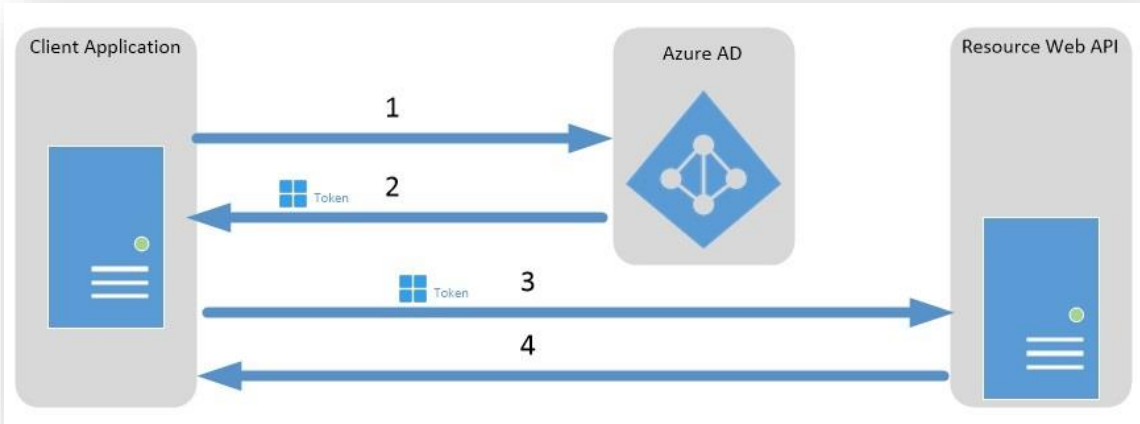 Client Application
Azure AD
Resource Web API
1
Token
2
Token
3
4